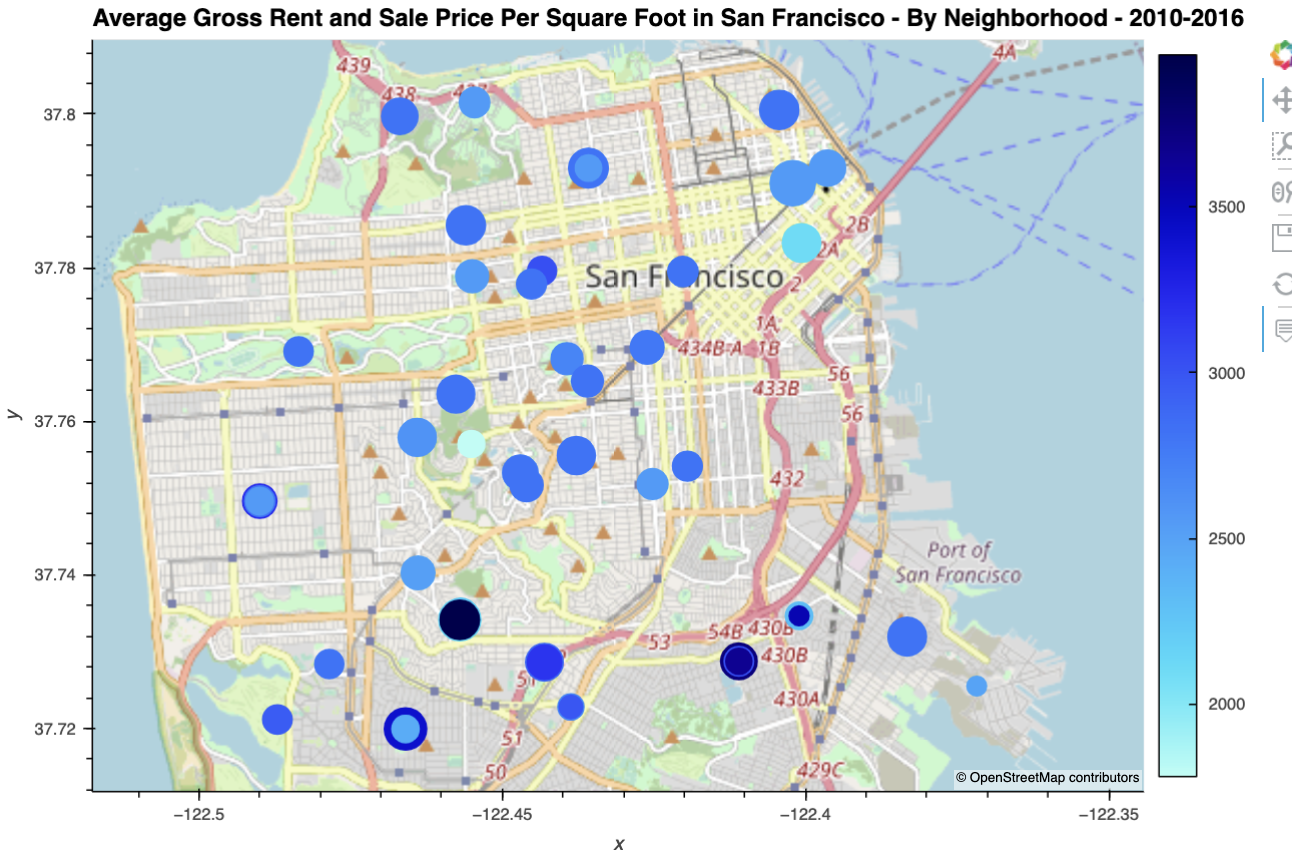 Average Gross Rent and Sale Price Per Square Foot in San Francisco - By Neighborhood - 2010-2016
4A
439
438
37.8
2B
3500
2A
37.78
San Francisco
2
1A
434B-A
1B
3000
56
433B
y
37.76
56
432
2500
Port of
San Francisco
37.74
54B
430B
53
430B
51
430A
2000
37.72
51
50
429C
© OpenStreetMap contributors
−122.5
−122.45
−122.4
−122.35
x